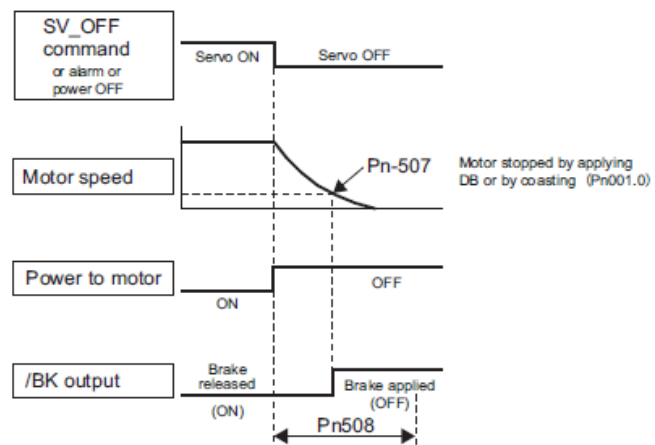 SV_OFF
command
or alarm or
power OFF
Servo ON
Servo OFF
Motor speed
Pn-507
Motor stopped by applying
DB or by coasting (Pn001.0)
Power to motor
ON
OFF
/BK output
Brake
released
(ON)
Brake applied
(OFF)
Pn508